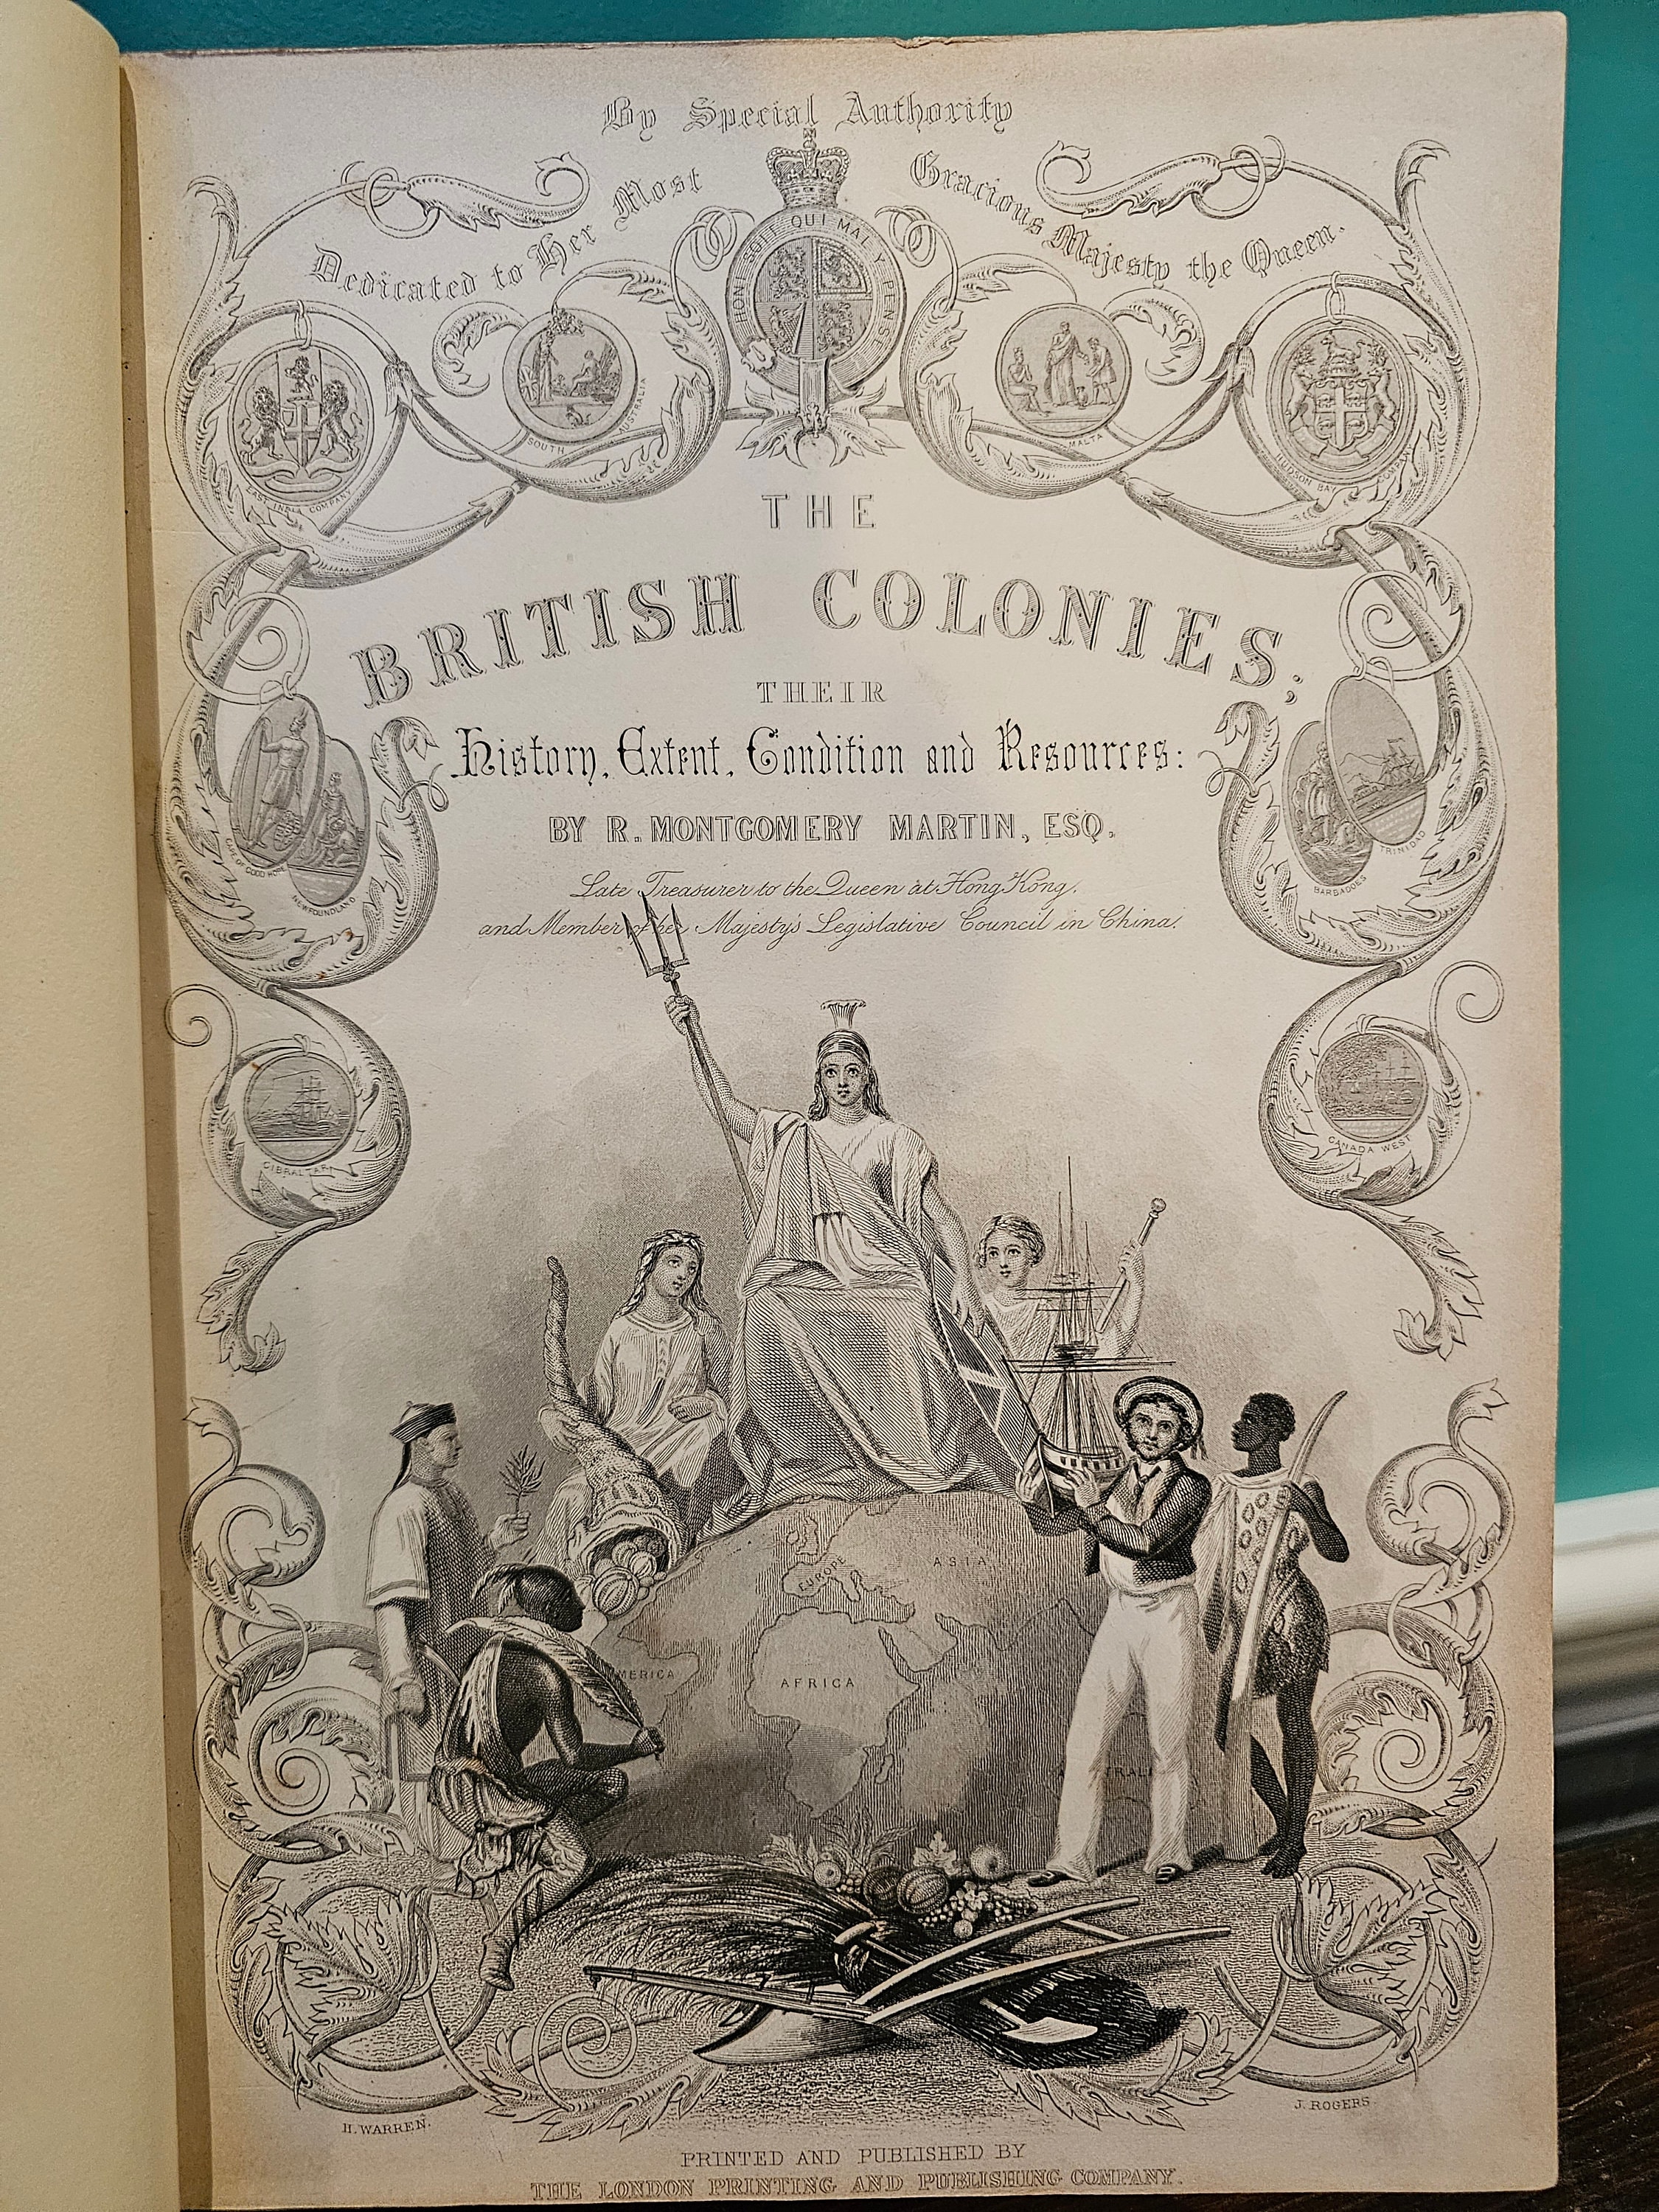 By Special Authority
Dedicated to Her Most Gracious Majesty the Queen.
HONI SOIT QUI MAL Y PENSE
EAST INDIA COMPANY
SOUTH AUSTRALIA
MALTA
HUDSON BAY COMPANY
THE
BRITISH COLONIES;
THEIR
History, Extent, Condition and Resources:
BY R. MONTGOMERY MARTIN, ESQ.
Late Treasurer to the Queen at Hong Kong,
and Member of her Majesty's Legislative Council in China.
CAPE OF GOOD HOPE
NEWFOUNDLAND
BARBADOES
TRINIDAD
GIBRALTAR
CANADA WEST
EUROPE
ASIA
AMERICA
AFRICA
AUSTRALIA
H. WARREN.
J. ROGERS
PRINTED AND PUBLISHED BY
THE LONDON PRINTING AND PUBLISHING COMPANY.